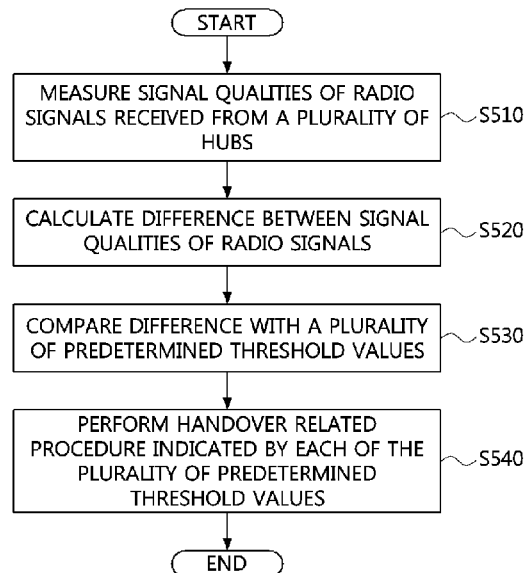 START
MEASURE SIGNAL QUALITIES OF RADIO
SIGNALS RECEIVED FROM A PLURALITY OF
HUBS
S510
CALCULATE DIFFERENCE BETWEEN SIGNAL
QUALITIES OF RADIO SIGNALS
S520
COMPARE DIFFERENCE WITH A PLURALITY
OF PREDETERMINED THRESHOLD VALUES
S530
PERFORM HANDOVER RELATED
PROCEDURE INDICATED BY EACH OF THE
PLURALITY OF PREDETERMINED
THRESHOLD VALUES
S540
END